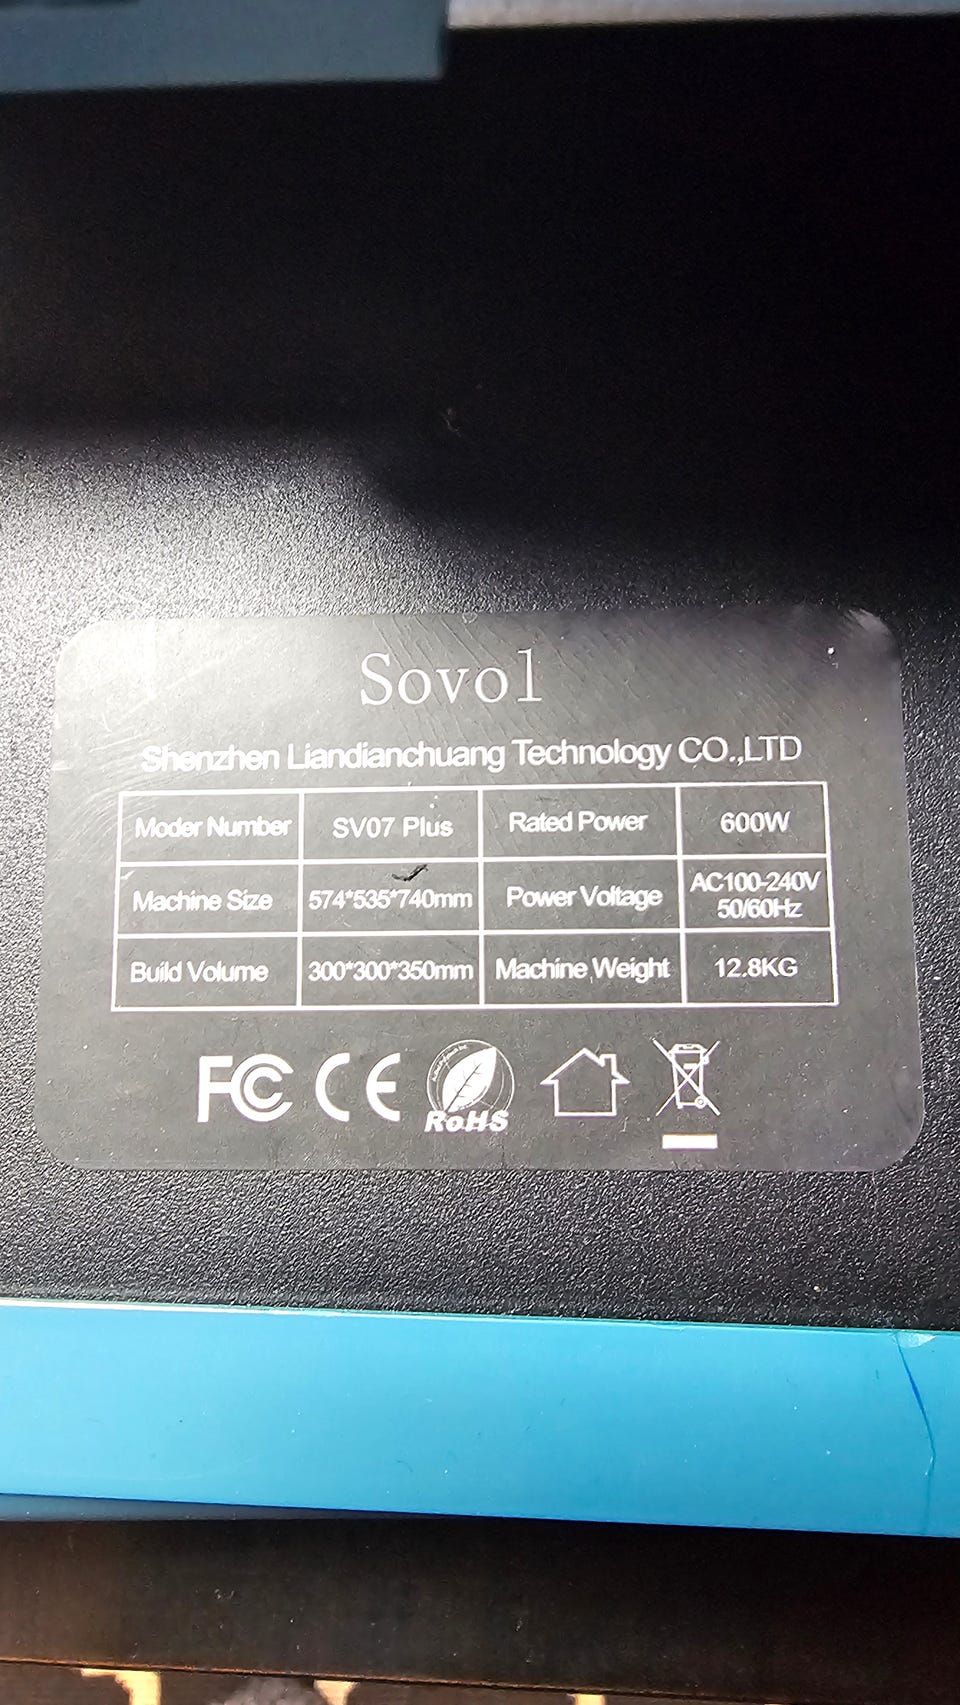 Sovol
Shenzhen Liandianchuang Technology CO.,LTD
Moder Number SV07 Plus Rated Power 600W
Machine Size 574*535*740mm Power Voltage AC100-240V
50/60Hz
Build Volume 300*300*350mm Machine Weight 12.8KG
FC CE RoHS